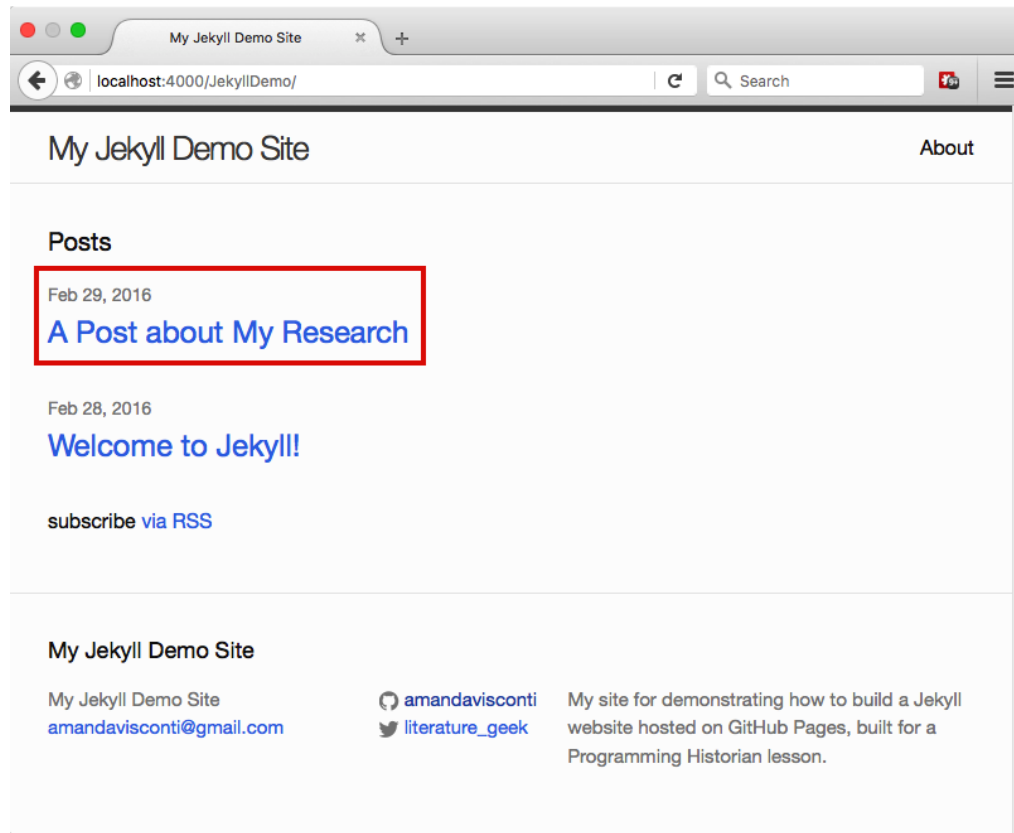 My Jekyll Demo Site
localhost:4000/JekyllDemo/
Search
My Jekyll Demo Site
About
Posts
Feb 29, 2016
A Post about My Research
Feb 28, 2016
Welcome to Jekyll!
subscribe via RSS
My Jekyll Demo Site
My Jekyll Demo Site
amandavisconti@gmail.com
amandavisconti
literature_geek
My site for demonstrating how to build a Jekyll
website hosted on GitHub Pages, built for a
Programming Historian lesson.